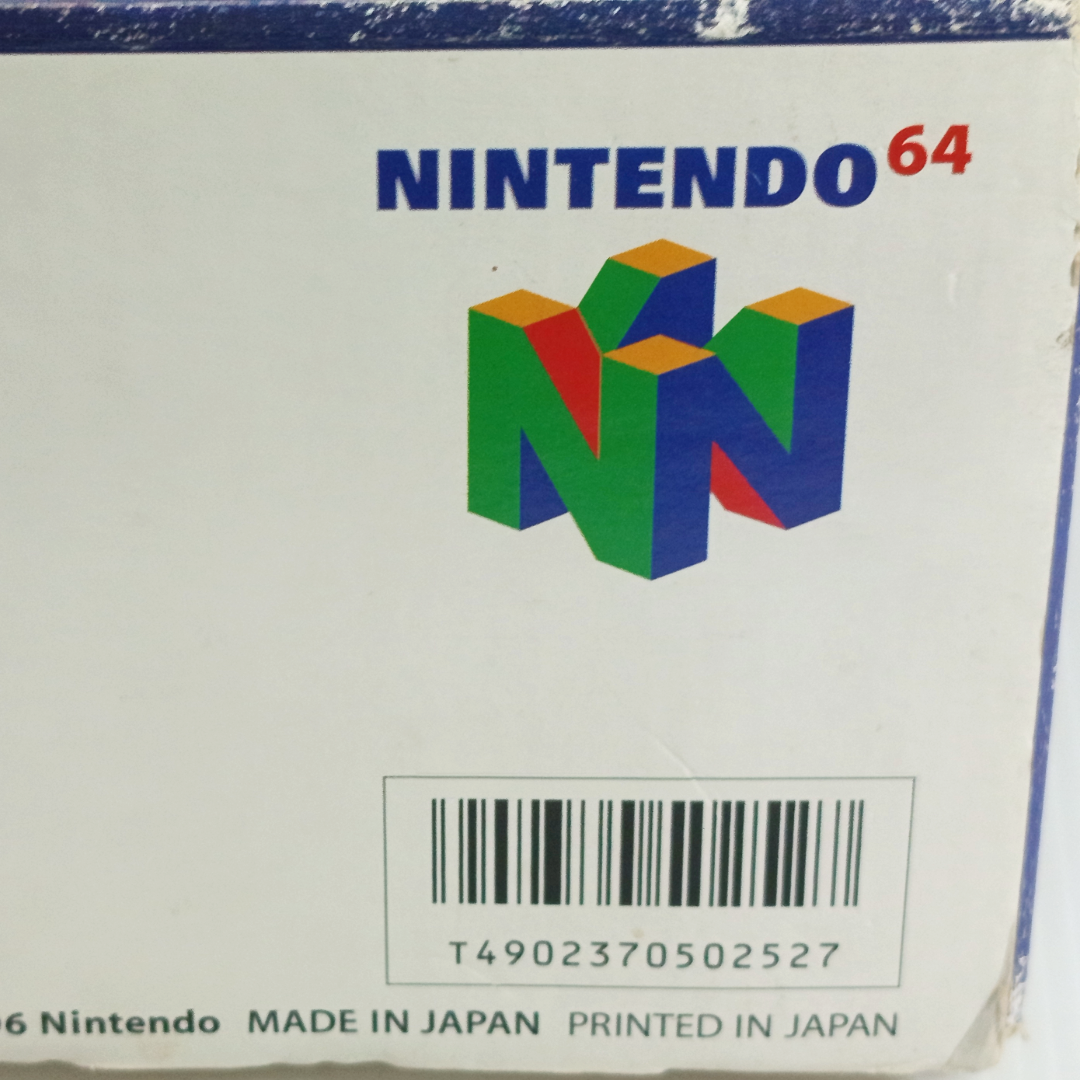 NINTENDO64
T4902370502527
6 Nintendo MADE IN JAPAN PRINTED IN JAPAN